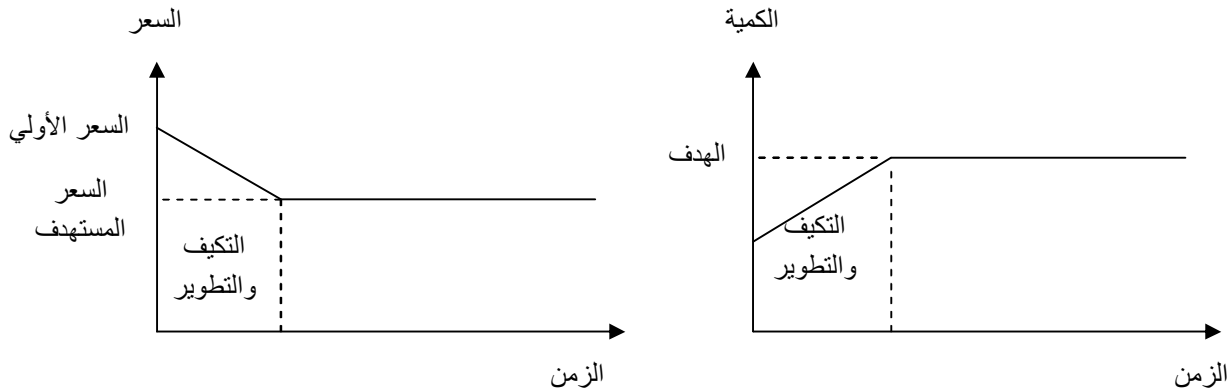 الكمية
السعر
السعر الأولي
الهدف
السعر
المستهدف
التكيف
والتطوير
التكيف
والتطوير
الزمن
الزمن